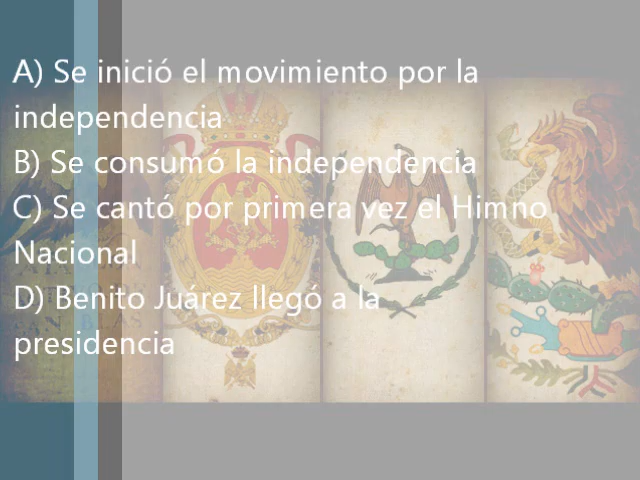 A) Se inició el movimiento por la
independencia
B) Se consumó la independencia
C) Se cantó por primera vez el Himno
Nacional
D) Benito Juárez llegó a la
presidencia